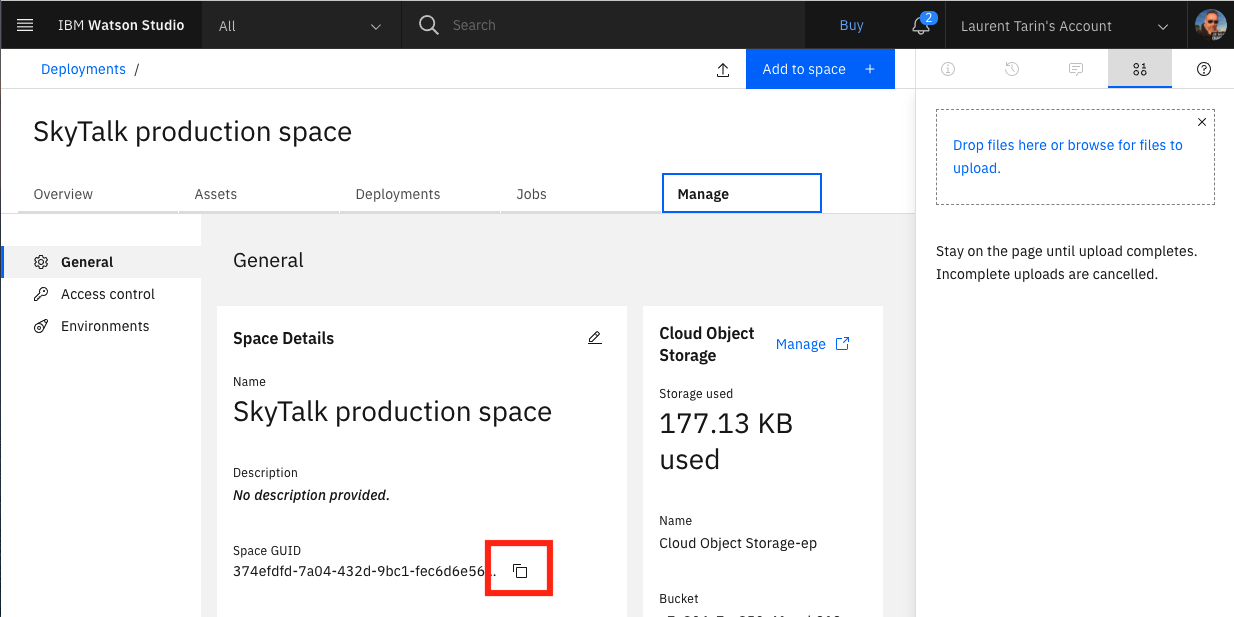 IBM Watson Studio
All
Search
Buy
2
Laurent Tarin's Account
Deployments /
Add to space +
SkyTalk production space
Overview
Assets
Deployments
Jobs
Manage
General
Access control
Environments
General
Space Details
Name
SkyTalk production space
Description
No description provided.
Space GUID
374efdfd-7a04-432d-9bc1-fec6d6e56...
Cloud Object
Storage
Manage
Storage used
177.13 KB
used
Name
Cloud Object Storage-ep
Bucket
Drop files here or browse for files to
upload.
Stay on the page until upload completes.
Incomplete uploads are cancelled.